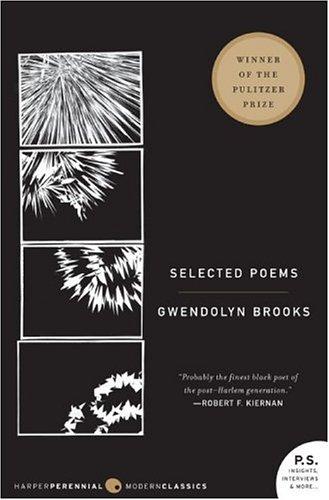 WINNER
OF THE
PULITZER
PRIZE
SELECTED POEMS
GWENDOLYN BROOKS
"Probably the finest black poet of
the post–Harlem generation."
—ROBERT F. KIERNAN
P.S.
INSIGHTS,
INTERVIEWS
& MORE...
HARPERPERENNIAL MODERNCLASSICS